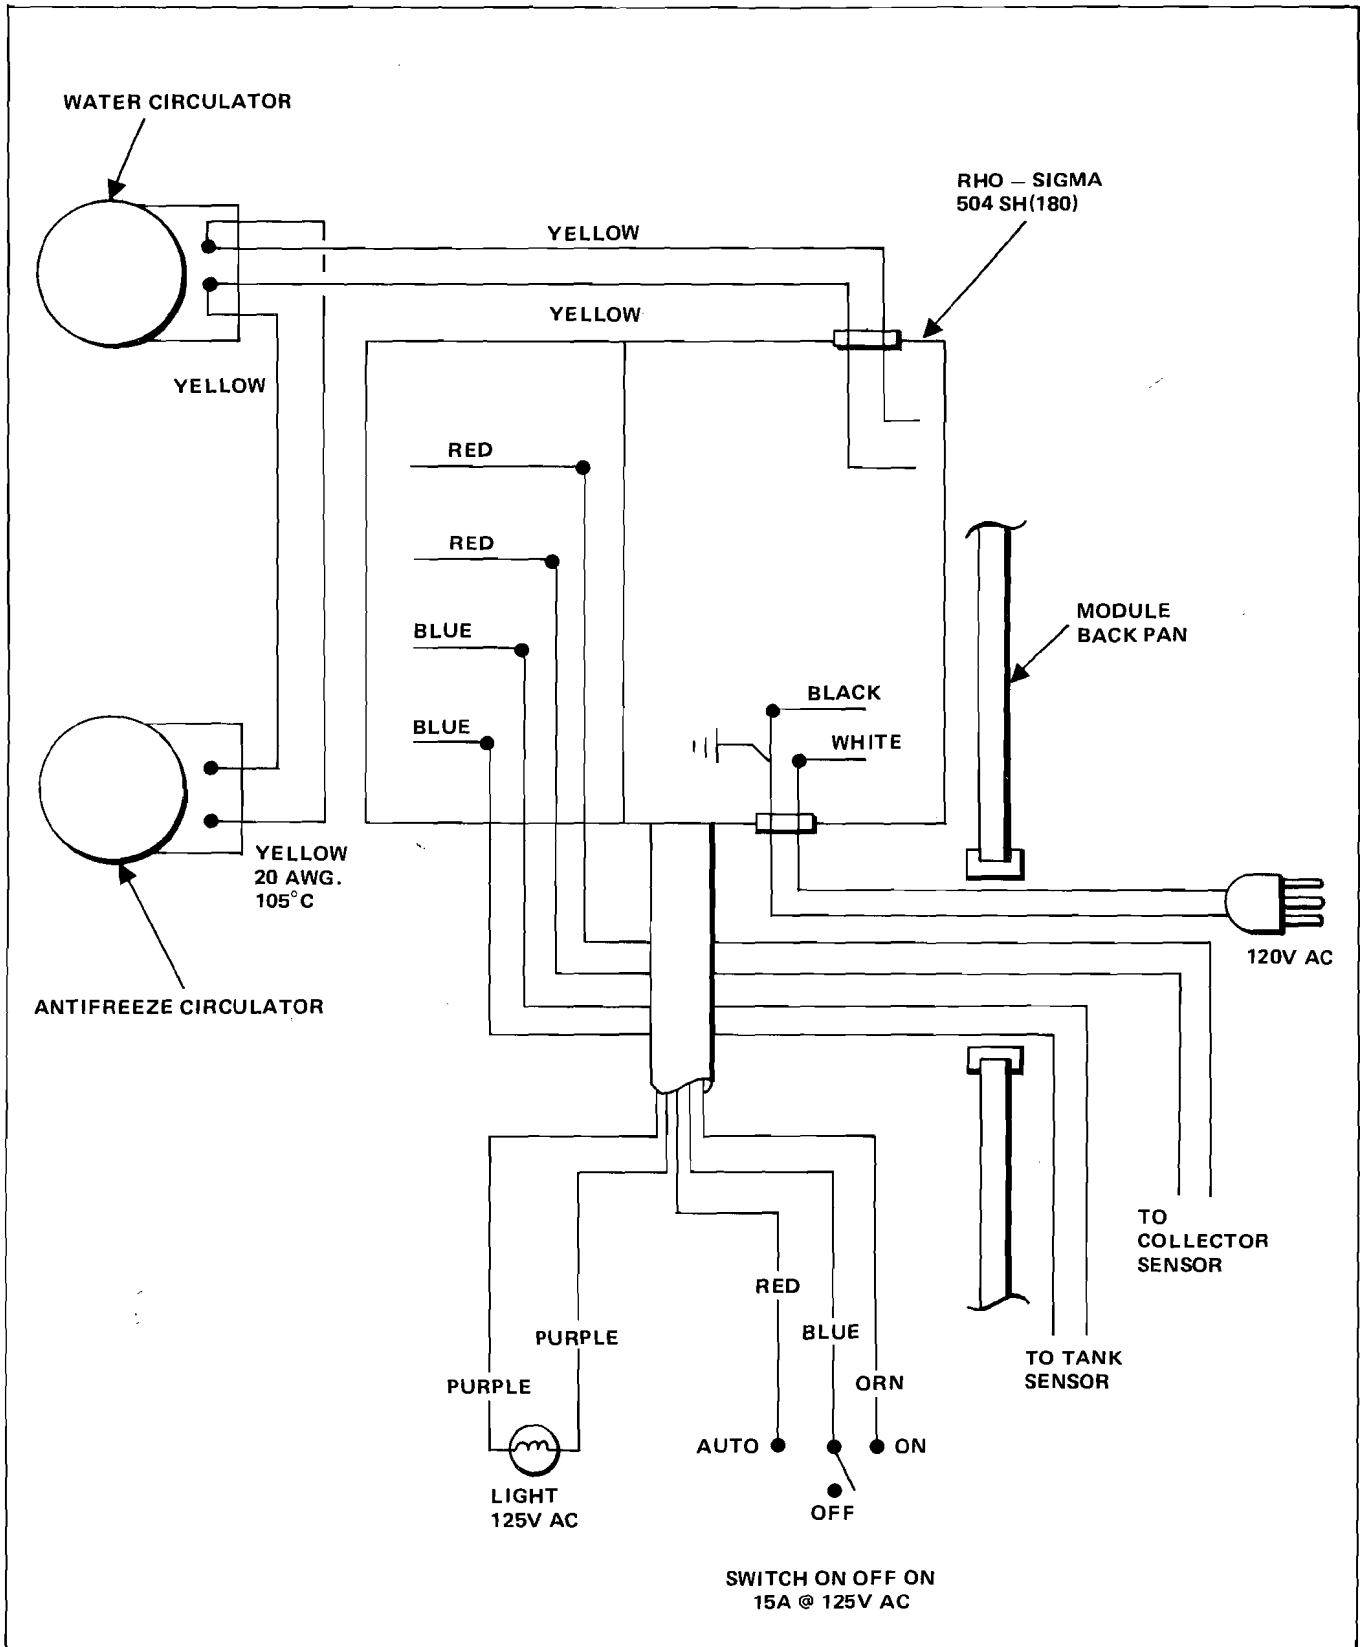 WATER CIRCULATOR
RHO – SIGMA
504 SH(180)
YELLOW
YELLOW
YELLOW
RED
RED
BLUE
BLUE
BLACK
WHITE
MODULE
BACK PAN
YELLOW
20 AWG.
105°C
120V AC
ANTIFREEZE CIRCULATOR
TO
COLLECTOR
SENSOR
RED
BLUE
PURPLE
PURPLE
ORN
TO TANK
SENSOR
AUTO
ON
OFF
LIGHT
125V AC
SWITCH ON OFF ON
15A @ 125V AC